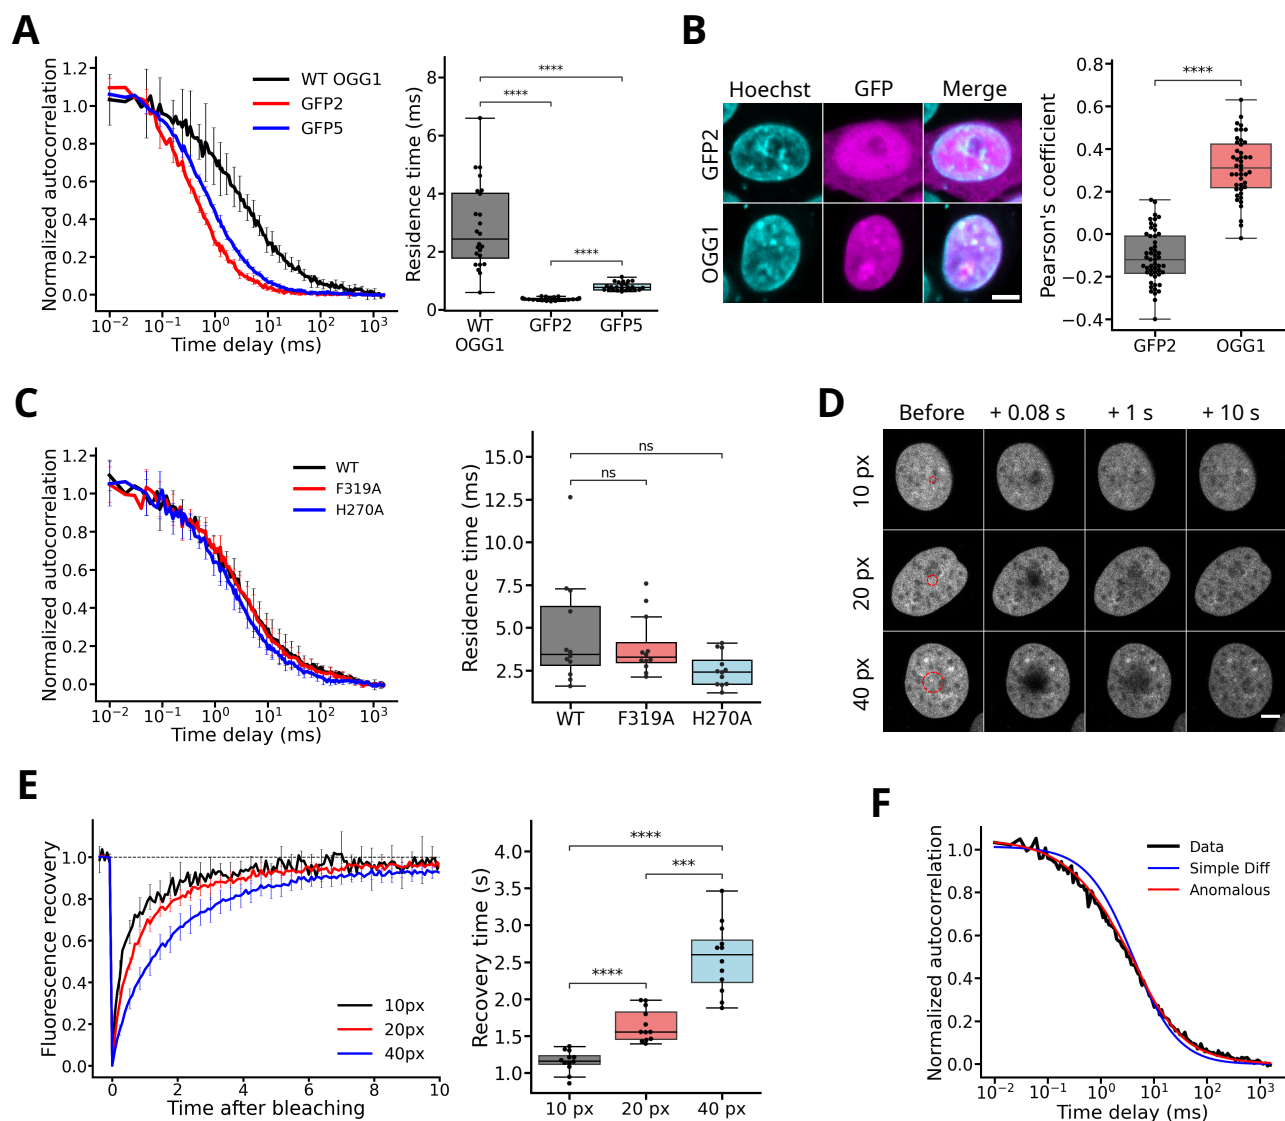 A
Normalized autocorrelation
1.2
1.0
0.8
0.6
0.4
0.2
0.0
WT OGG1
GFP2
GFP5
10⁻² 10⁻¹ 10⁰ 10¹ 10² 10³
Time delay (ms)
Residence time (ms)
8
6
4
2
0
****
****
****
WT OGG1
GFP2
GFP5
B
Hoechst GFP Merge
GFP2
OGG1
Pearson's coefficient
0.8
0.6
0.4
0.2
0.0
−0.2
−0.4
****
GFP2 OGG1
C
Normalized autocorrelation
1.2
1.0
0.8
0.6
0.4
0.2
0.0
WT
F319A
H270A
10⁻² 10⁻¹ 10⁰ 10¹ 10² 10³
Time delay (ms)
Residence time (ms)
15.0
12.5
10.0
7.5
5.0
2.5
ns
ns
WT F319A H270A
D
Before + 0.08 s + 1 s + 10 s
10 px
20 px
40 px
E
Fluorescence recovery
1.0
0.8
0.6
0.4
0.2
0.0
10px
20px
40px
0 2 4 6 8 10
Time after bleaching
Recovery time (s)
4.0
3.5
3.0
2.5
2.0
1.5
1.0
****
***
****
10 px 20 px 40 px
F
Normalized autocorrelation
1.0
0.8
0.6
0.4
0.2
0.0
Data
Simple Diff
Anomalous
10⁻² 10⁻¹ 10⁰ 10¹ 10² 10³
Time delay (ms)